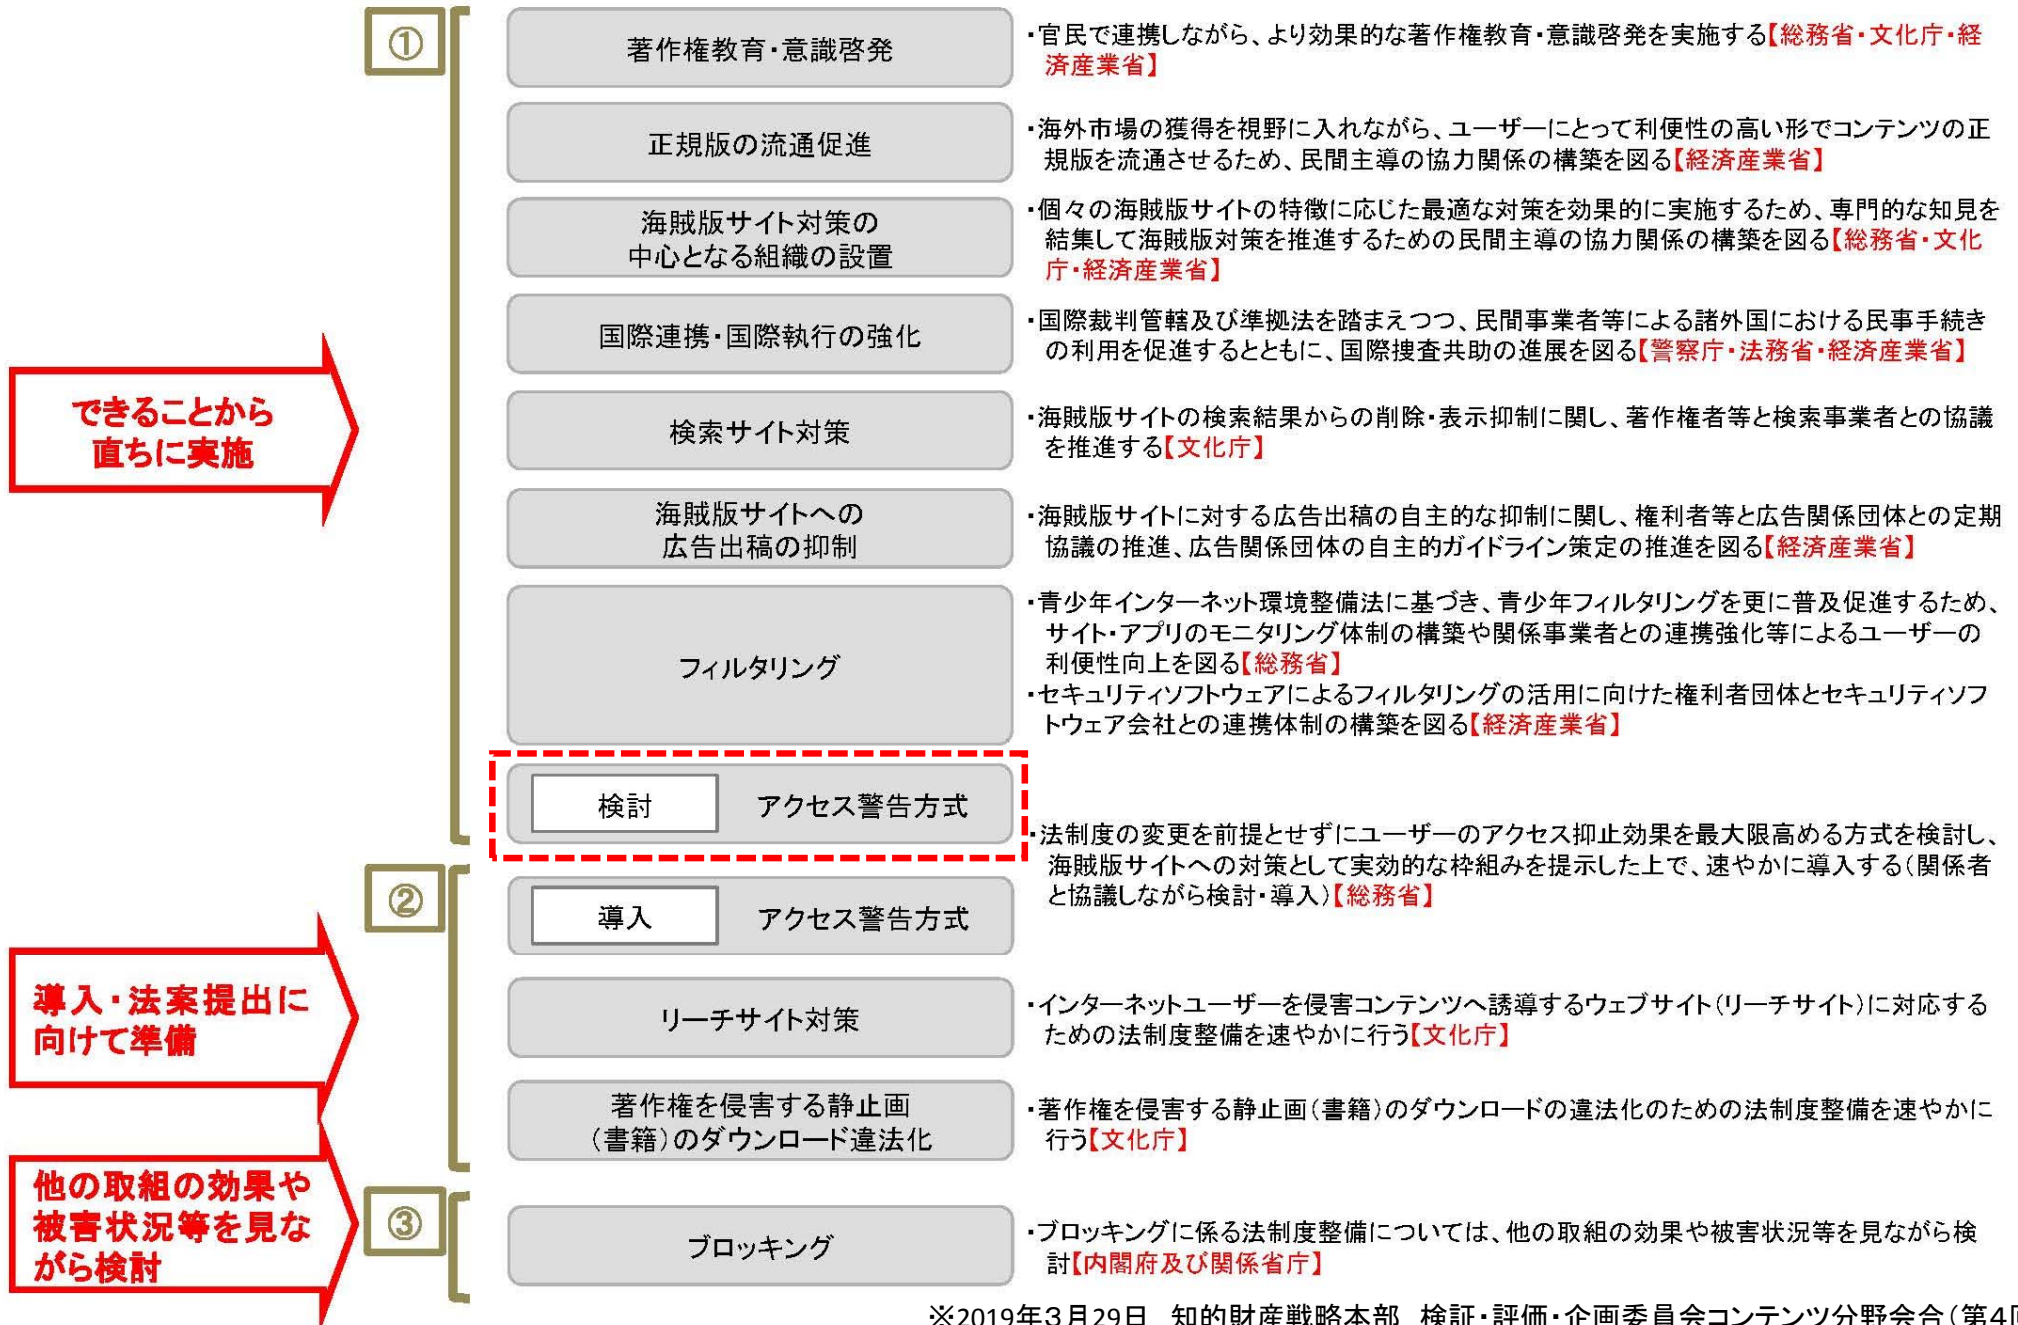 ①
著作権教育・意識啓発
・官民で連携しながら、より効果的な著作権教育・意識啓発を実施する【総務省・文化庁・経
済産業省】
正規版の流通促進
・海外市場の獲得を視野に入れながら、ユーザーにとって利便性の高い形でコンテンツの正
規版を流通させるため、民間主導の協力関係の構築を図る【経済産業省】
海賊版サイト対策の
中心となる組織の設置
・個々の海賊版サイトの特徴に応じた最適な対策を効果的に実施するため、専門的な知見を
結集して海賊版対策を推進するための民間主導の協力関係の構築を図る【総務省・文化
庁・経済産業省】
国際連携・国際執行の強化
・国際裁判管轄及び準拠法を踏まえつつ、民間事業者等による諸外国における民事手続き
の利用を促進するとともに、国際捜査共助の進展を図る【警察庁・法務省・経済産業省】
できることから
直ちに実施
検索サイト対策
・海賊版サイトの検索結果からの削除・表示抑制に関し、著作権者等と検索事業者との協議
を推進する【文化庁】
海賊版サイトへの
広告出稿の抑制
・海賊版サイトに対する広告出稿の自主的な抑制に関し、権利者等と広告関係団体との定期
協議の推進、広告関係団体の自主的ガイドライン策定の推進を図る【経済産業省】
フィルタリング
・青少年インターネット環境整備法に基づき、青少年フィルタリングを更に普及促進するため、
サイト・アプリのモニタリング体制の構築や関係事業者との連携強化等によるユーザーの
利便性向上を図る【総務省】
・セキュリティソフトウェアによるフィルタリングの活用に向けた権利者団体とセキュリティソフ
トウェア会社との連携体制の構築を図る【経済産業省】
検討 アクセス警告方式
・法制度の変更を前提とせずにユーザーのアクセス抑止効果を最大限高める方式を検討し、
海賊版サイトへの対策として実効的な枠組みを提示した上で、速やかに導入する(関係者
と協議しながら検討・導入)【総務省】
②
導入 アクセス警告方式
導入・法案提出に
向けて準備
リーチサイト対策
・インターネットユーザーを侵害コンテンツへ誘導するウェブサイト(リーチサイト)に対応する
ための法制度整備を速やかに行う【文化庁】
著作権を侵害する静止画
(書籍)のダウンロード違法化
・著作権を侵害する静止画(書籍)のダウンロードの違法化のための法制度整備を速やかに
行う【文化庁】
他の取組の効果や
被害状況等を見な
がら検討
③
ブロッキング
・ブロッキングに係る法制度整備については、他の取組の効果や被害状況等を見ながら検
討【内閣府及び関係省庁】
※2019年3月29日 知的財産戦略本部 検証・評価・企画委員会コンテンツ分野会合(第4回